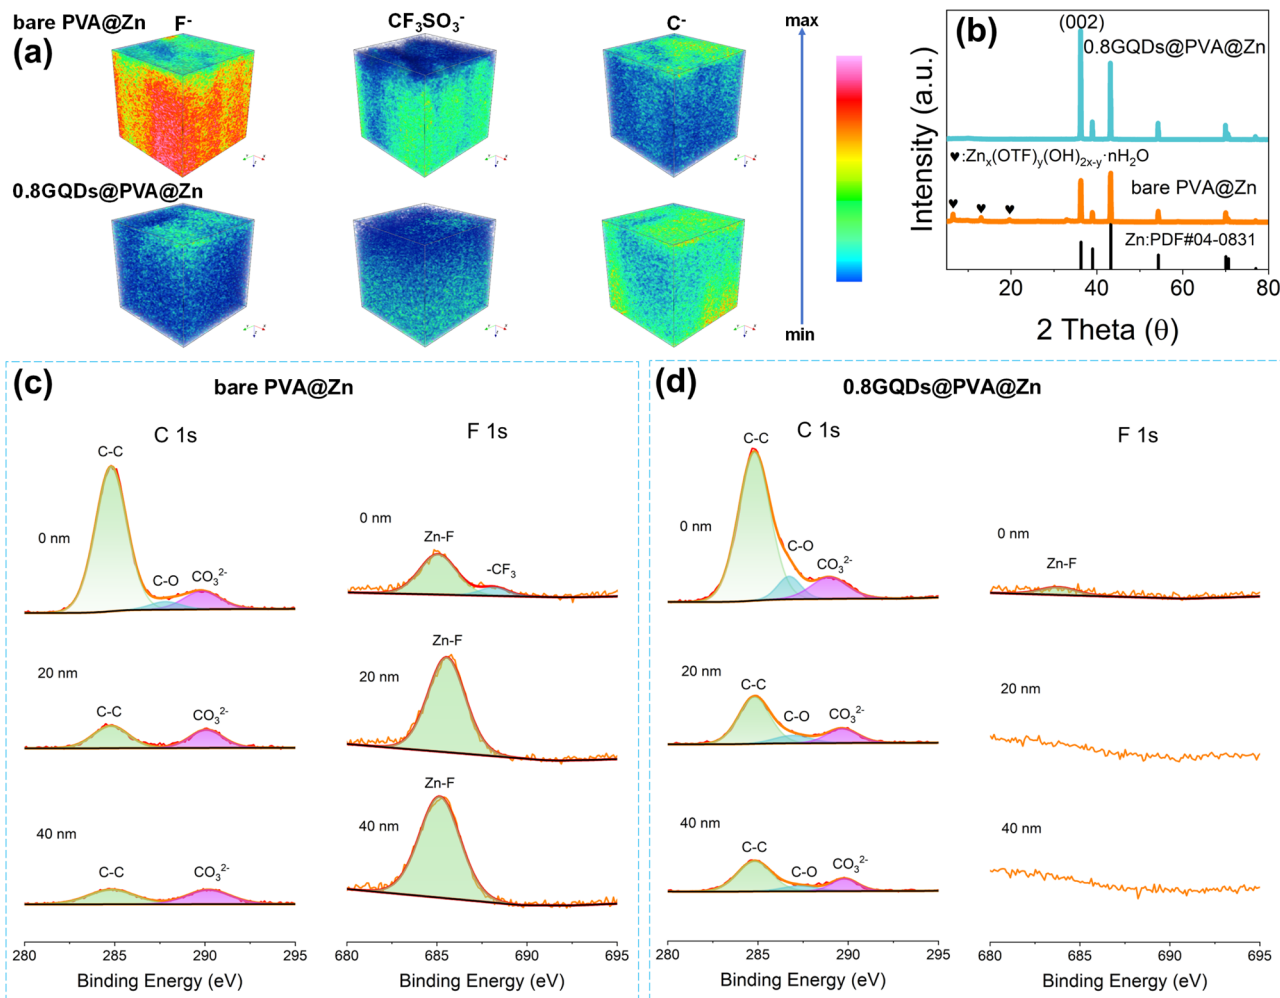 bare PVA@Zn
(a)
F⁻
CF₃SO₃⁻
C⁻
0.8GQDs@PVA@Zn
max
min
(b)
(002)
0.8GQDs@PVA@Zn
♥:Znₓ(OTF)ᵧ(OH)₂ₓ₋ᵧ·nH₂O
bare PVA@Zn
Zn:PDF#04-0831
Intensity (a.u.)
20 40 60 80
2 Theta (θ)
(c)
bare PVA@Zn
C 1s
C-C
0 nm
C-O
CO₃²⁻
20 nm
C-C
CO₃²⁻
40 nm
C-C
CO₃²⁻
280 285 290 295
Binding Energy (eV)
F 1s
0 nm
Zn-F
-CF₃
Zn-F
20 nm
Zn-F
40 nm
680 685 690 695
Binding Energy (eV)
(d)
0.8GQDs@PVA@Zn
C 1s
C-C
0 nm
C-O
CO₃²⁻
20 nm
C-C
C-O
CO₃²⁻
40 nm
C-C
C-O
CO₃²⁻
280 285 290 295
Binding Energy (eV)
F 1s
0 nm
Zn-F
20 nm
40 nm
680 685 690 695
Binding Energy (eV)